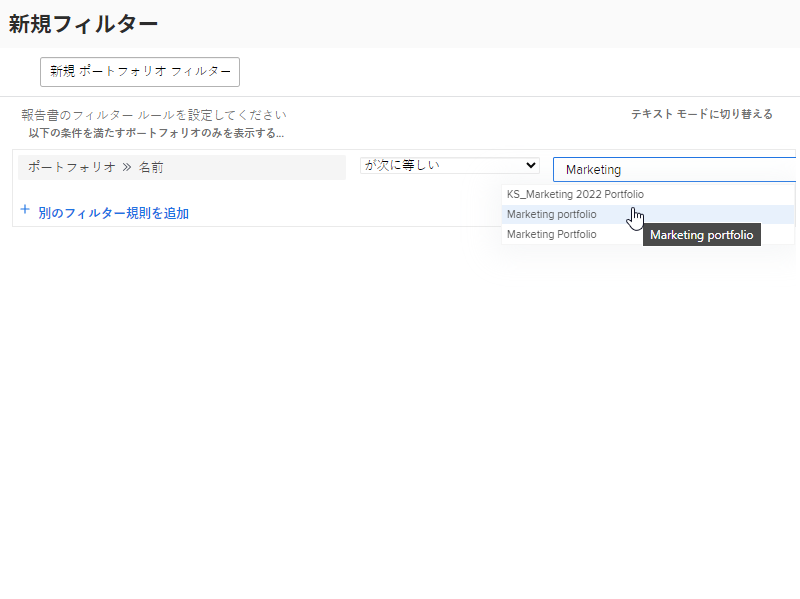 新規フィルター
新規 ポートフォリオ フィルター
報告書のフィルター ルールを設定してください
テキスト モードに切り替える
以下の条件を満たすポートフォリオのみを表示する...
ポートフォリオ ≫ 名前
が次に等しい
Marketing
KS_Marketing 2022 Portfolio
+ 別のフィルター規則を追加
Marketing portfolio
Marketing Portfolio
Marketing portfolio